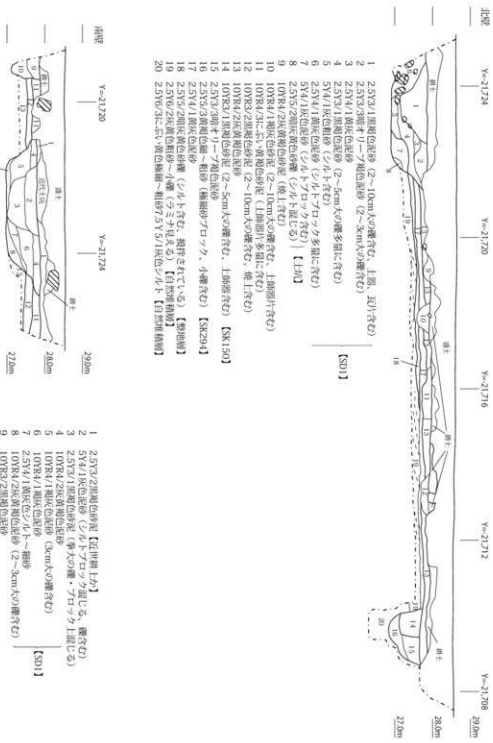 北壁
Y=-21,724
Y=-21,720
Y=-21,716
Y=-21,712
Y=-21,708
29.0m
28.0m
27.0m
盛土
耕土
1 2.5Y3/1黒褐色泥砂(2~10cm大の礫含む、土器、瓦片含む)
2 2.5Y3/3暗オリーブ褐色泥砂(2~3cm大の礫含む)
3 2.5Y4/1黄灰色泥砂
4 2.5Y3/1黒褐色泥砂(2~5cm大の礫多量に含む)
5 5Y4/1灰色粗砂(シルト含む)
6 2.5Y4/1黄灰色泥砂(シルトブロック多量に含む)
7 5Y4/1灰色泥砂(シルトブロック含む)
8 2.5Y5/2暗灰黄色砂礫(シルト混じる)【土坑】
【SD1】
9 10YR4/2灰黄褐色砂泥(焼土含む)
10 10YR4/1褐灰色砂泥(2~10cm大の礫含む、土師器片含む)
11 10YR4/3にぶい黄褐色砂泥(土師器片多量に含む)
12 10YR3/2黒褐色砂泥(2~10cm大の礫含む、焼土含む)
13 10YR4/2灰黄褐色泥砂
14 10YR3/1黒褐色砂泥(2~5cm大の礫含む、土師器含む)【SK150】
15 2.5Y3/3暗オリーブ褐色泥砂
16 2.5Y5/3黄褐色細~粗砂(極細砂ブロック、小礫含む)【SK294】
17 2.5Y4/1黄灰色泥砂
18 2.5Y5/2暗灰黄色砂礫(シルト含む、撹拌されている)【整地層】
19 2.5Y6/2灰黄色粗砂~小礫(ラミナ見える)【自然堆積層】
20 2.5Y6/3にぶい黄色極細~粗砂7.5Y5/1灰色シルト【自然堆積層】
南壁
Y=-21,720
Y=-21,724
29.0m
28.0m
27.0m
盛土
耕土
1 2.5Y3/2黒褐色砂泥【近世耕土か】
2 5Y4/1灰色泥砂(シルトブロック混じる、礫含む)
3 2.5Y3/1黒褐色砂泥(拳大の礫・ブロック土混じる)
4 10YR4/2灰黄褐色泥砂
5 10YR4/1褐灰色泥砂(3cm大の礫含む)
6 10YR4/1褐灰色泥砂
7 2.5Y4/1黄灰色シルト~細砂
8 10YR4/2灰黄褐色泥砂(2~3cm大の礫含む)
9 10YR3/2黒褐色泥砂
【SD1】